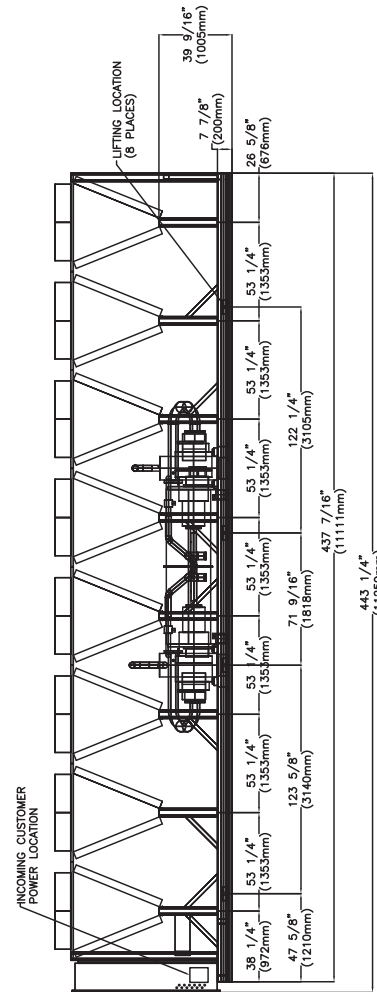 INCOMING CUSTOMER
POWER LOCATION
LIFTING LOCATION
(8 PLACES)
39 9/16"
(1005mm)
7 7/8"
(200mm)
38 1/4"
(972mm)
53 1/4"
(1353mm)
53 1/4"
(1353mm)
53 1/4"
(1353mm)
53 1/4"
(1353mm)
53 1/4"
(1353mm)
53 1/4"
(1353mm)
53 1/4"
(1353mm)
26 5/8"
(676mm)
47 5/8"
(1210mm)
123 5/8"
(3140mm)
71 9/16"
(1818mm)
122 1/4"
(3105mm)
437 7/16"
(11111mm)
443 1/4"